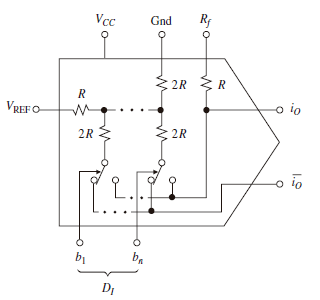 V_CC Gnd R_f
2R R
R
V_REF i_O
2R 2R
i̅_O
b_1 b_n
D_I